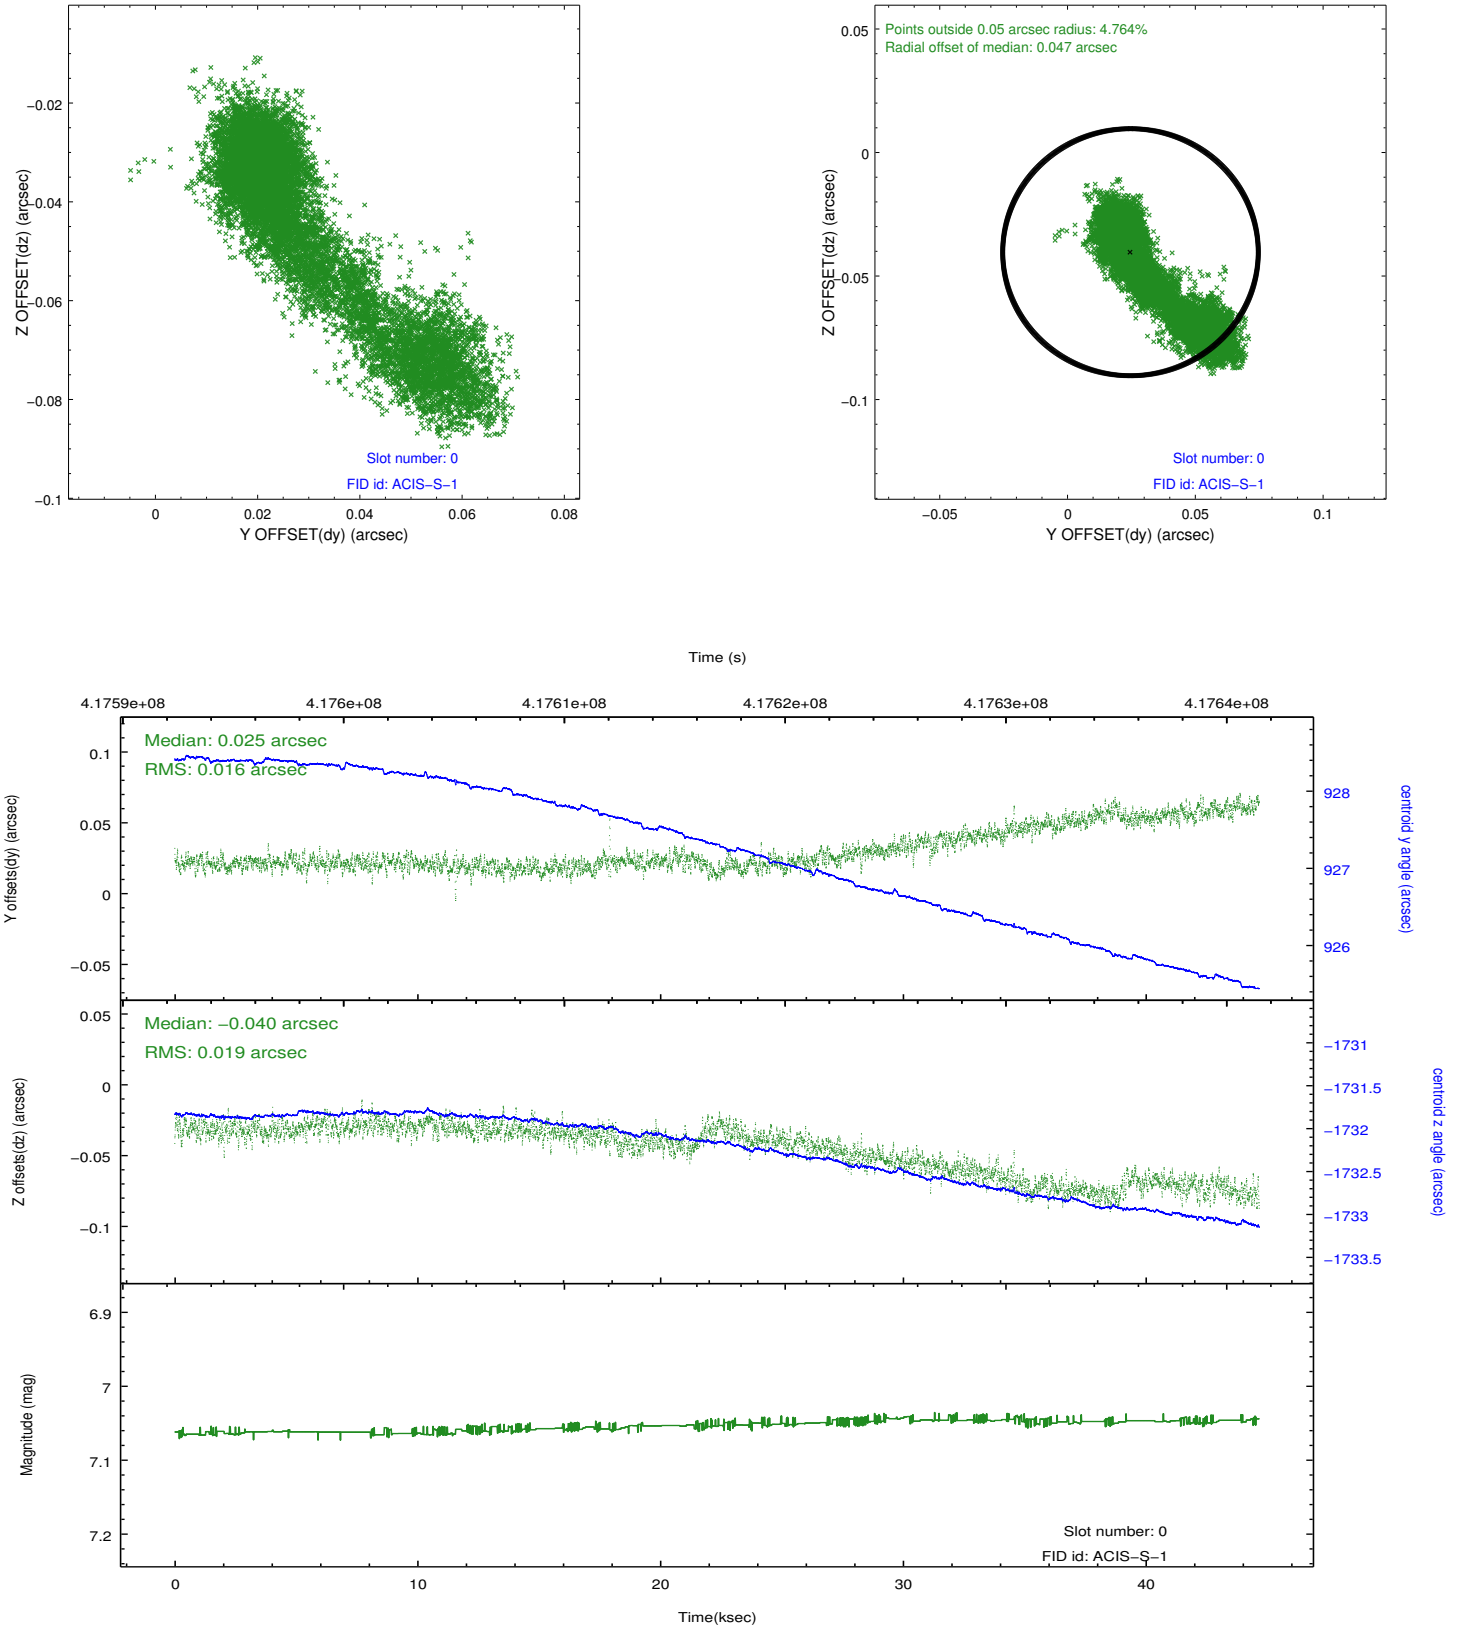 −0.02
−0.04
−0.06
−0.08
−0.1
Z OFFSET(dz) (arcsec)
Slot number: 0
FID id: ACIS−S−1
0 0.02 0.04 0.06 0.08
Y OFFSET(dy) (arcsec)
Points outside 0.05 arcsec radius: 4.764%
Radial offset of median: 0.047 arcsec
0.05
0
−0.05
−0.1
Z OFFSET(dz) (arcsec)
Slot number: 0
FID id: ACIS−S−1
−0.05 0 0.05 0.1
Y OFFSET(dy) (arcsec)
Time (s)
4.1759e+08 4.176e+08 4.1761e+08 4.1762e+08 4.1763e+08 4.1764e+08
Median: 0.025 arcsec
RMS: 0.016 arcsec
0.1
0.05
0
−0.05
Y offsets(dy) (arcsec)
928
927
926
centroid y angle (arcsec)
Median: −0.040 arcsec
RMS: 0.019 arcsec
0.05
0
−0.05
−0.1
Z offsets(dz) (arcsec)
−1731
−1731.5
−1732
−1732.5
−1733
−1733.5
centroid z angle (arcsec)
6.9
7
7.1
7.2
Magnitude (mag)
Slot number: 0
FID id: ACIS−S−1
0 10 20 30 40
Time(ksec)